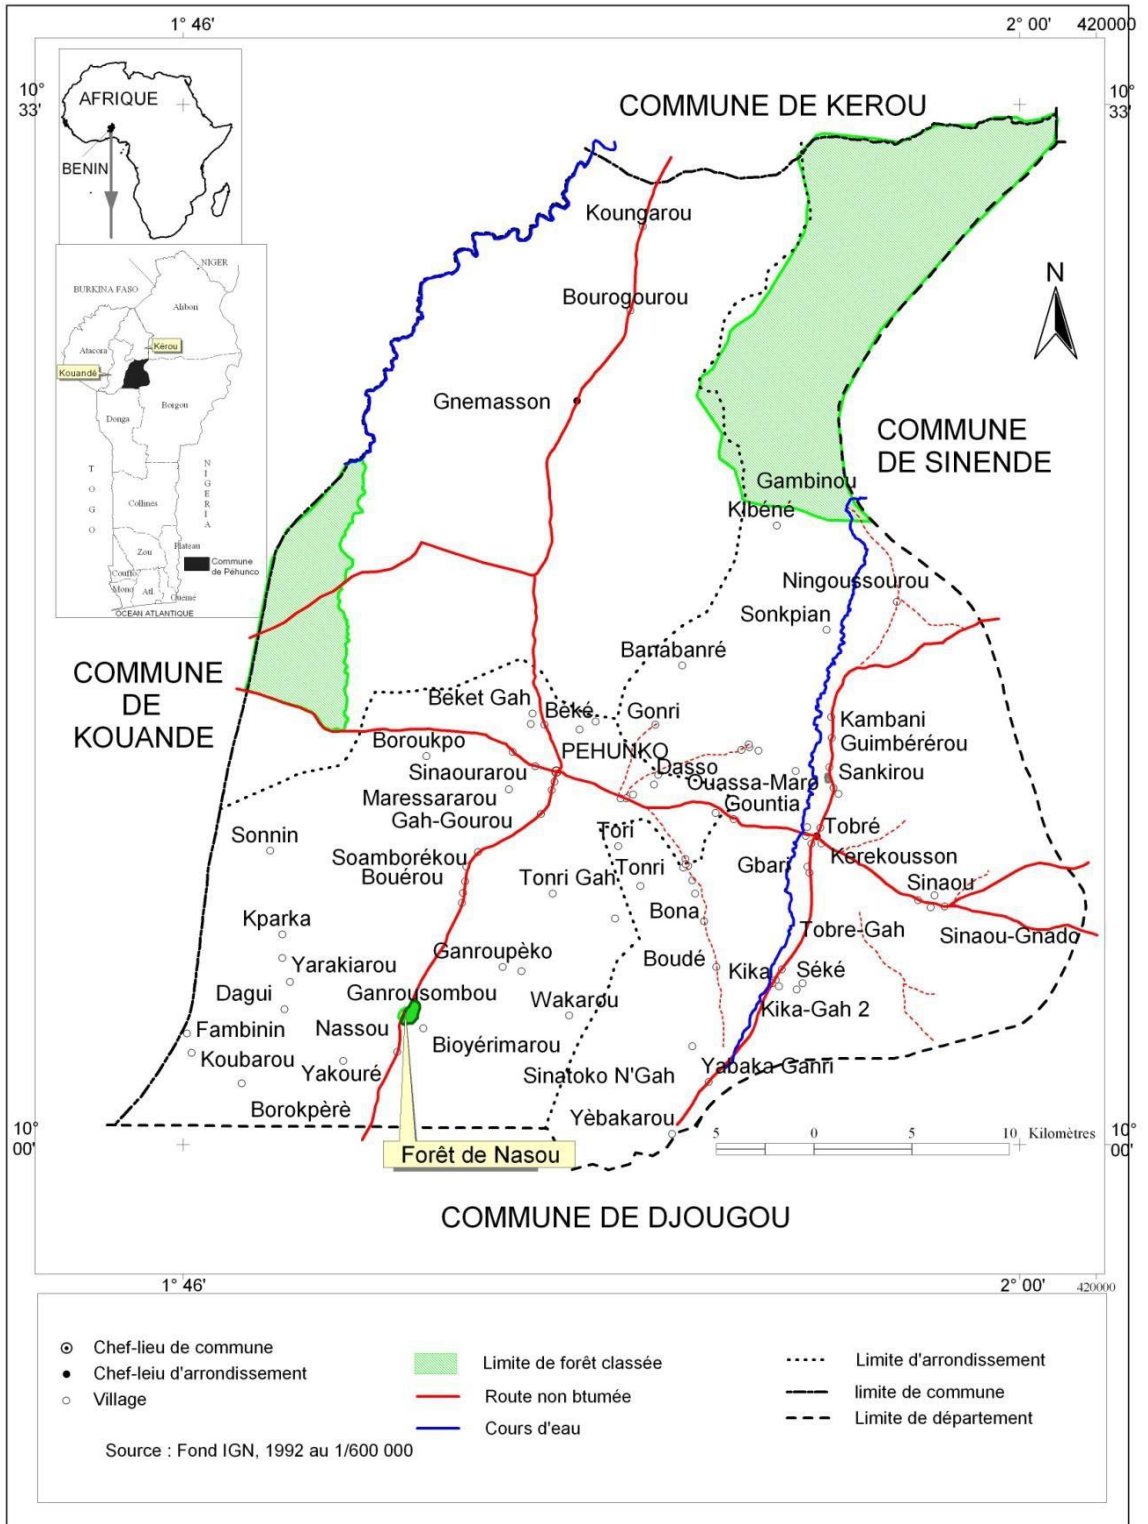 1° 46'
2° 00'
420000
10°
33'
10°
33'
AFRIQUE
BENIN
COMMUNE DE KEROU
NIGER
BURKINA FASO
Alibori
Atacora
Kérou
Kouandé
Donga
Borgou
TOGO
NIGERIA
Collines
Zou
Plateau
Couffo
Mono
Atl.
Ouémé
Commune
de Péhunco
OCEAN ATLANTIQUE
N
Koungarou
Bourogourou
Gnemasson
COMMUNE
DE SINENDE
Gambinou
Kibéné
Ningoussourou
Sonkpian
Banabanré
COMMUNE
DE
KOUANDE
Béket Gah
Bèké
Gonri
Kambani
Guimbérérou
Boroukpo
PEHUNKO
Sinaourarou
Dasso
Sankirou
Ouassa-Maro
Maressararou
Gountia
Gah-Gourou
Tori
Tobré
Sonnin
Soamborékou
Kerekousson
Bouérou
Tonri
Gbari
Tonri Gah
Sinaou
Bona
Kparka
Tobre-Gah
Sinaou-Gnado
Ganroupèko
Boudé
Yarakiarou
Kika
Séké
Dagui
Ganrousombou
Wakarou
Kika-Gah 2
Fambinin
Nassou
Bioyérimarou
Koubarou
Yakouré
Sinatoko N'Gah
Yabaka Ganri
Borokpèrè
Yèbakarou
10°
00'
5
0
5
10
Kilomètres
10°
00'
Forêt de Nasou
COMMUNE DE DJOUGOU
1° 46'
2° 00'
420000
Chef-lieu de commune
Chef-leiu d'arrondissement
Village
Limite de forêt classée
Route non btumée
Cours d'eau
Limite d'arrondissement
limite de commune
Limite de département
Source : Fond IGN, 1992 au 1/600 000